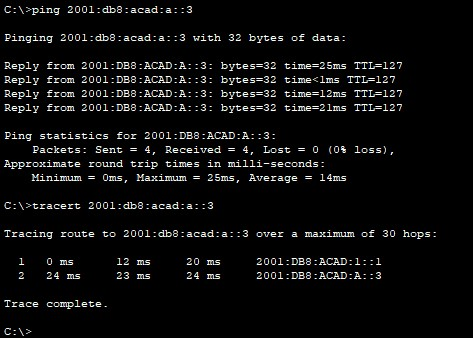 C:\>ping 2001:db8:acad:a::3
Pinging 2001:db8:acad:a::3 with 32 bytes of data:
Reply from 2001:DB8:ACAD:A::3: bytes=32 time=25ms TTL=127
Reply from 2001:DB8:ACAD:A::3: bytes=32 time<1ms TTL=127
Reply from 2001:DB8:ACAD:A::3: bytes=32 time=12ms TTL=127
Reply from 2001:DB8:ACAD:A::3: bytes=32 time=21ms TTL=127
Ping statistics for 2001:DB8:ACAD:A::3:
Packets: Sent = 4, Received = 4, Lost = 0 (0% loss),
Approximate round trip times in milli-seconds:
Minimum = 0ms, Maximum = 25ms, Average = 14ms
C:\>tracert 2001:db8:acad:a::3
Tracing route to 2001:db8:acad:a::3 over a maximum of 30 hops:
1 0 ms 12 ms 20 ms 2001:DB8:ACAD:1::1
2 24 ms 23 ms 24 ms 2001:DB8:ACAD:A::3
Trace complete.
C:\>